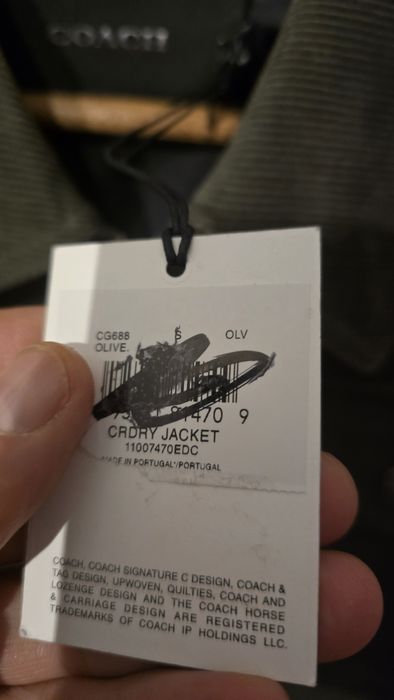 COACH
CG688 S OLV
OLIVE.
470 9
CRDRY JACKET
11007470EDC
MADE IN PORTUGAL*/PORTUGAL
COACH, COACH SIGNATURE C DESIGN, COACH &
TAG DESIGN, UPWOVEN, QUILTIES, COACH AND
LOZENGE DESIGN AND THE COACH HORSE
& CARRIAGE DESIGN ARE REGISTERED
TRADEMARKS OF COACH IP HOLDINGS LLC.